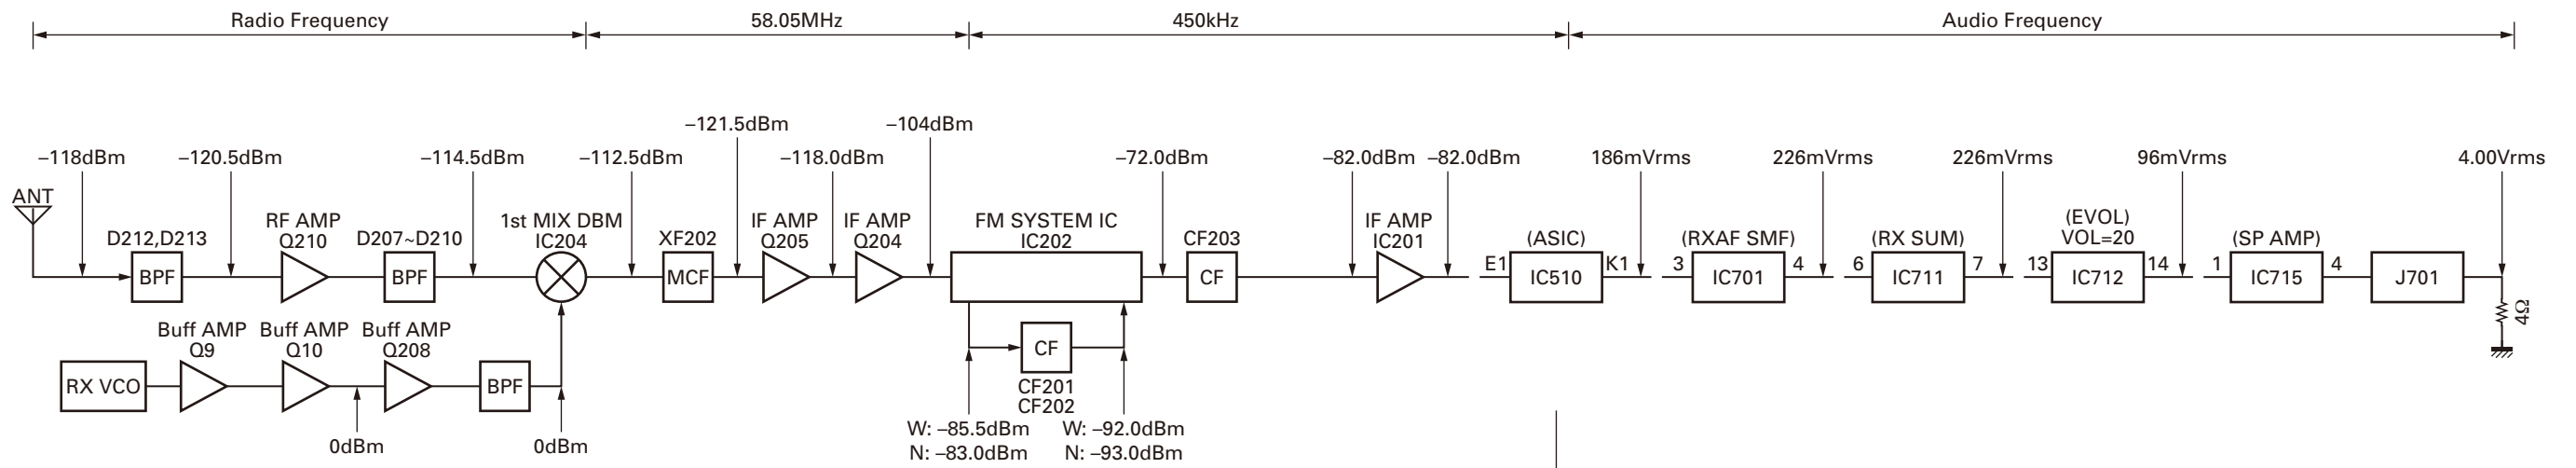 Radio Frequency
58.05MHz
450kHz
Audio Frequency
–121.5dBm
–104dBm
–118dBm
–120.5dBm
–114.5dBm
–112.5dBm
–118.0dBm
–72.0dBm
–82.0dBm
–82.0dBm
186mVrms
226mVrms
226mVrms
96mVrms
4.00Vrms
ANT
D212,D213
BPF
RF AMP
Q210
D207~D210
BPF
1st MIX DBM
IC204
XF202
MCF
IF AMP
Q205
IF AMP
Q204
FM SYSTEM IC
IC202
CF203
CF
IF AMP
IC201
(ASIC)
E1
IC510
K1
(RXAF SMF)
3
IC701
4
(RX SUM)
6
IC711
7
(EVOL)
VOL=20
13
IC712
14
(SP AMP)
1
IC715
4
J701
4Ω
RX VCO
Buff AMP
Q9
Buff AMP
Q10
Buff AMP
Q208
BPF
0dBm
0dBm
CF
CF201
CF202
W: –85.5dBm
N: –83.0dBm
W: –92.0dBm
N: –93.0dBm